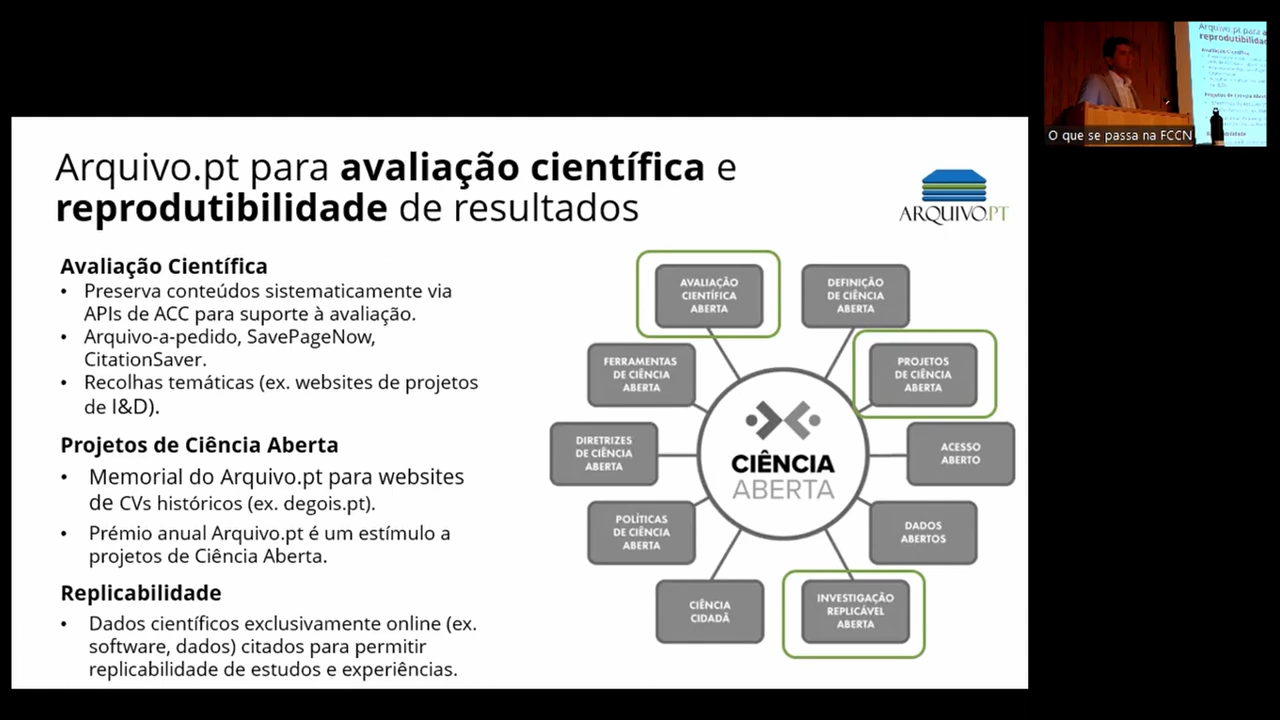 Arquivo.pt para avaliação científica e
reprodutibilidade de resultados
ARQUIVO.PT
Avaliação Científica
• Preserva conteúdos sistematicamente via
APIs de ACC para suporte à avaliação.
• Arquivo-a-pedido, SavePageNow,
CitationSaver.
• Recolhas temáticas (ex. websites de projetos
de I&D).
Projetos de Ciência Aberta
• Memorial do Arquivo.pt para websites
de CVs históricos (ex. degois.pt).
• Prémio anual Arquivo.pt é um estímulo a
projetos de Ciência Aberta.
Replicabilidade
• Dados científicos exclusivamente online (ex.
software, dados) citados para permitir
replicabilidade de estudos e experiências.
AVALIAÇÃO
CIENTÍFICA
ABERTA
DEFINIÇÃO
DE CIÊNCIA
ABERTA
FERRAMENTAS
DE CIÊNCIA
ABERTA
PROJETOS
DE CIÊNCIA
ABERTA
DIRETRIZES
DE CIÊNCIA
ABERTA
CIÊNCIA
ABERTA
ACESSO
ABERTO
POLÍTICAS
DE CIÊNCIA
ABERTA
DADOS
ABERTOS
CIÊNCIA
CIDADÃ
INVESTIGAÇÃO
REPLICÁVEL
ABERTA
Arquivo.pt para
reprodutibilidade
O que se passa na FCCN